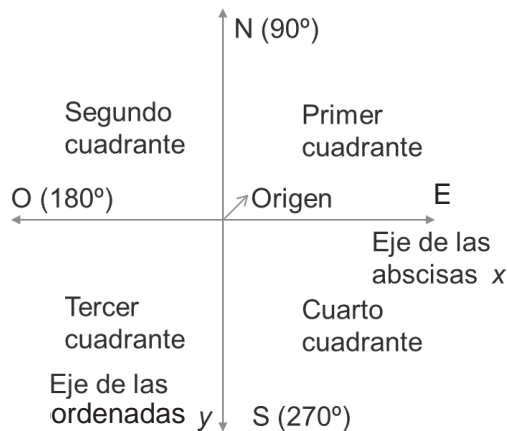 N (90º)
Segundo
cuadrante
Primer
cuadrante
O (180º)
Origen
E
Eje de las
abscisas x
Tercer
cuadrante
Cuarto
cuadrante
Eje de las
ordenadas y
S (270º)